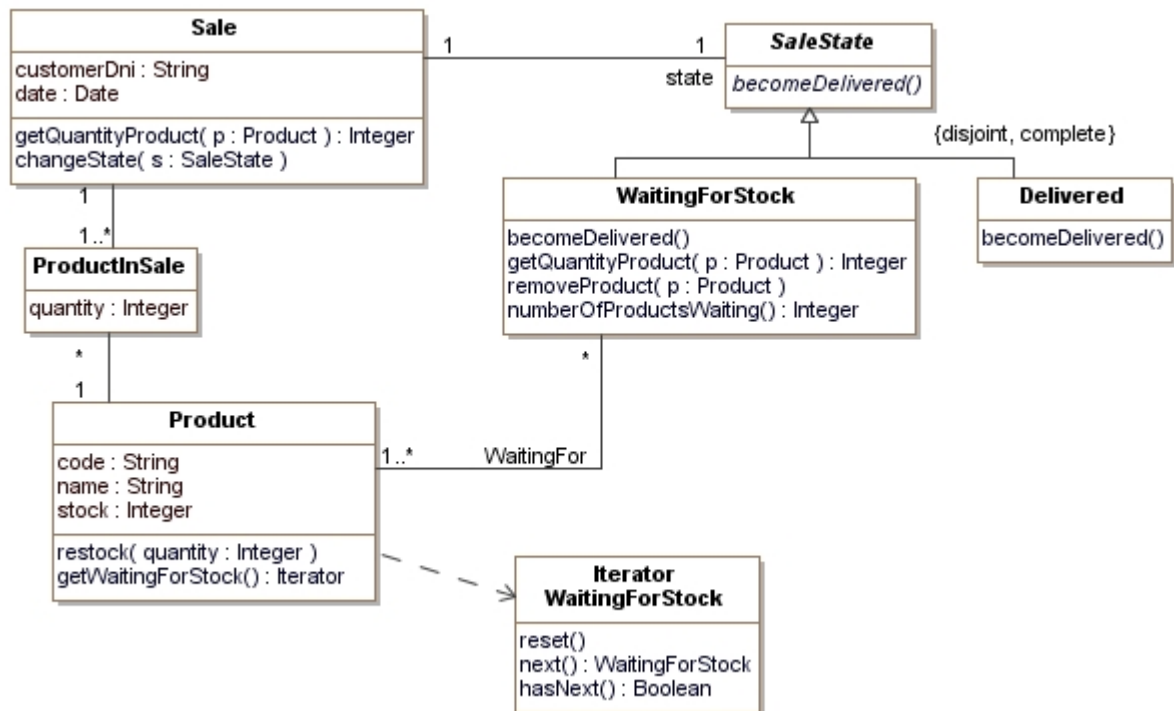 Sale
customerDni : String
date : Date
getQuantityProduct( p : Product ) : Integer
changeState( s : SaleState )
1
1
state
SaleState
becomeDelivered()
{disjoint, complete}
WaitingForStock
becomeDelivered()
getQuantityProduct( p : Product ) : Integer
removeProduct( p : Product )
numberOfProductsWaiting() : Integer
Delivered
becomeDelivered()
1
1..*
ProductInSale
quantity : Integer
*
1
*
1..*
WaitingFor
Product
code : String
name : String
stock : Integer
restock( quantity : Integer )
getWaitingForStock() : Iterator
Iterator
WaitingForStock
reset()
next() : WaitingForStock
hasNext() : Boolean